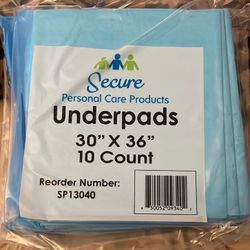 Secure
Personal Care Products
Underpads
30” X 36”
10 Count
Reorder Number:
SP13040